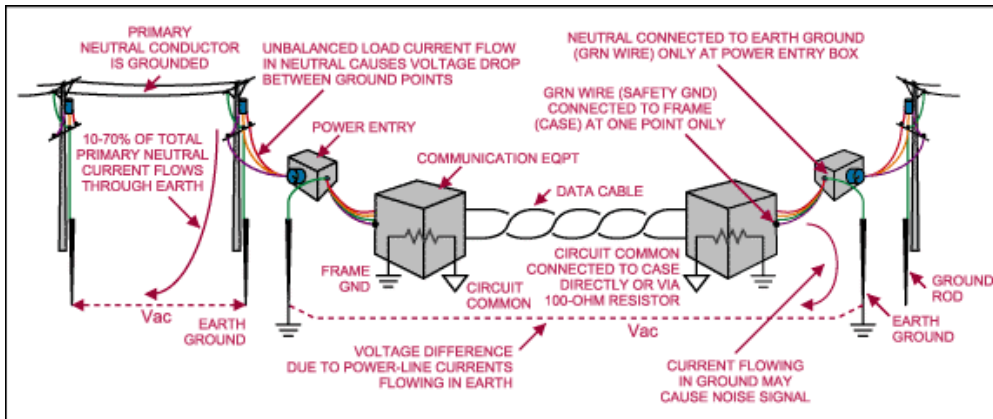 PRIMARY
NEUTRAL CONDUCTOR
IS GROUNDED
UNBALANCED LOAD CURRENT FLOW
IN NEUTRAL CAUSES VOLTAGE DROP
BETWEEN GROUND POINTS
NEUTRAL CONNECTED TO EARTH GROUND
(GRN WIRE) ONLY AT POWER ENTRY BOX
GRN WIRE (SAFETY GND)
CONNECTED TO FRAME
(CASE) AT ONE POINT ONLY
10-70% OF TOTAL
PRIMARY NEUTRAL
CURRENT FLOWS
THROUGH EARTH
POWER ENTRY
COMMUNICATION EQPT
DATA CABLE
FRAME
GND
CIRCUIT
COMMON
CIRCUIT COMMON
CONNECTED TO CASE
DIRECTLY OR VIA
100-OHM RESISTOR
GROUND
ROD
EARTH
GROUND
Vac
EARTH
GROUND
Vac
VOLTAGE DIFFERENCE
DUE TO POWER-LINE CURRENTS
FLOWING IN EARTH
CURRENT FLOWING
IN GROUND MAY
CAUSE NOISE SIGNAL